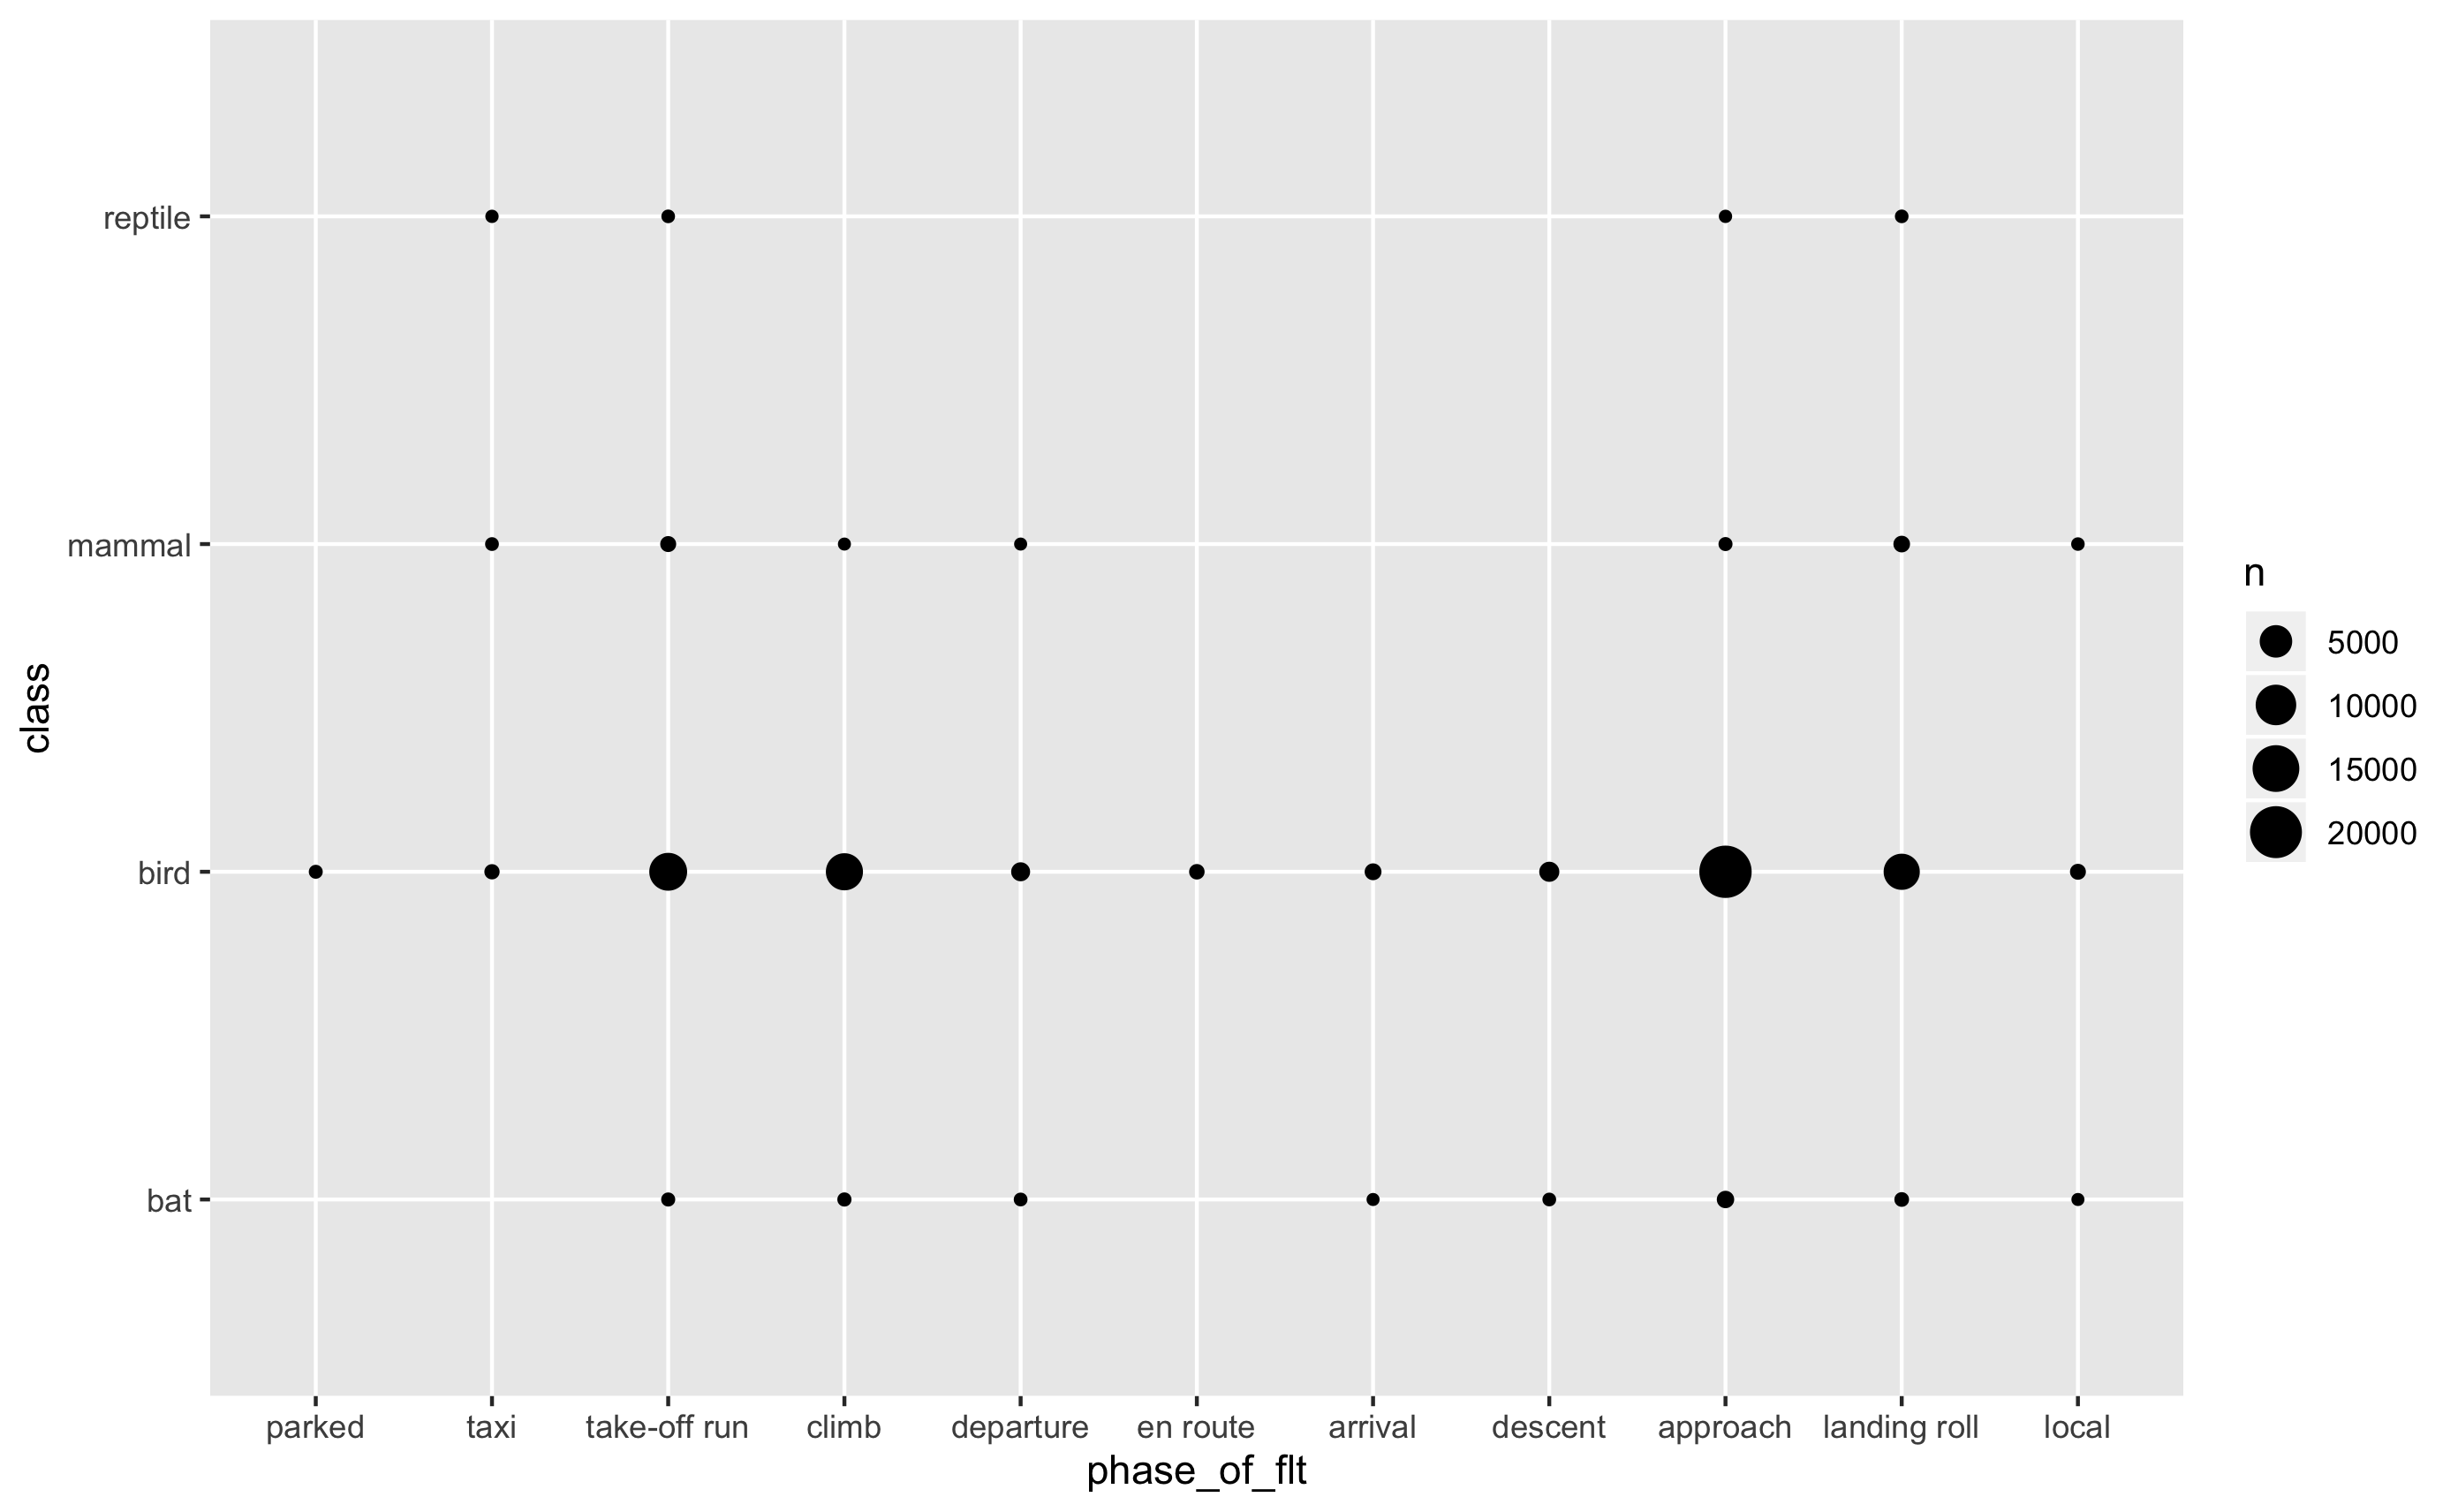 reptile
mammal
bird
bat
class
parked taxi take-off run climb departure en route arrival descent approach landing roll local
phase_of_flt
n
5000
10000
15000
20000